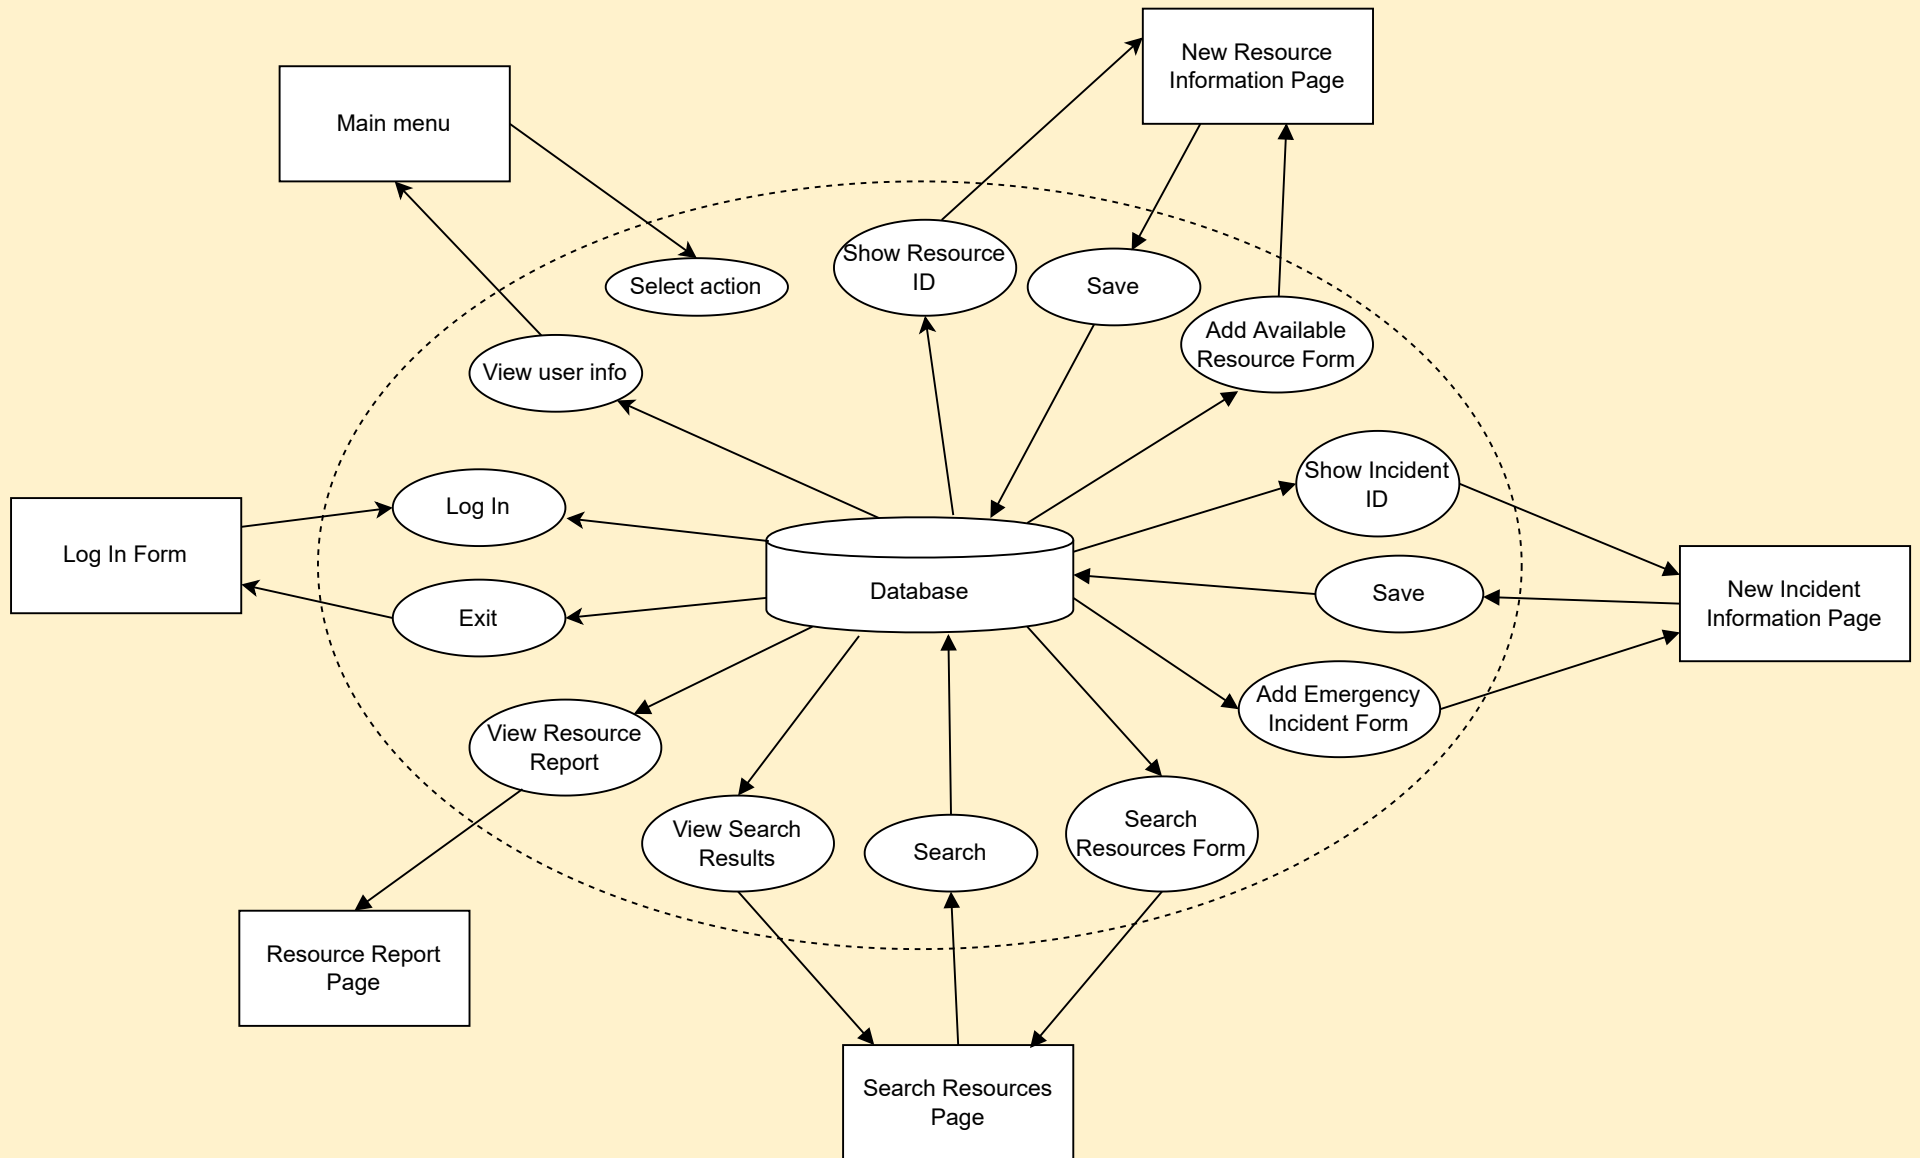 New Resource
Information Page
Main menu
Show Resource
ID
Save
Select action
Add Available
Resource Form
View user info
Show Incident
ID
Log In
Log In Form
Database
Save
New Incident
Information Page
Exit
Add Emergency
Incident Form
View Resource
Report
View Search
Results
Search
Search
Resources Form
Resource Report
Page
Search Resources
Page